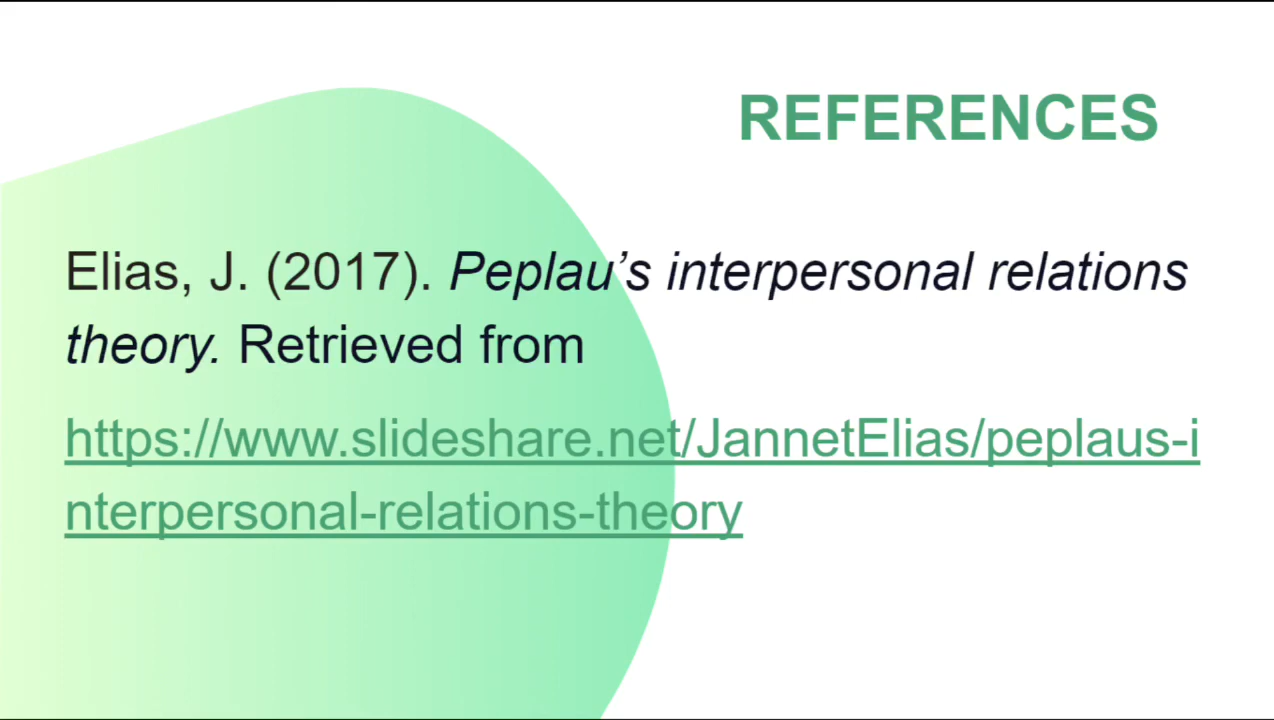 REFERENCES
Elias, J. (2017). Peplau’s interpersonal relations
theory. Retrieved from
https://www.slideshare.net/JannetElias/peplaus-i
nterpersonal-relations-theory